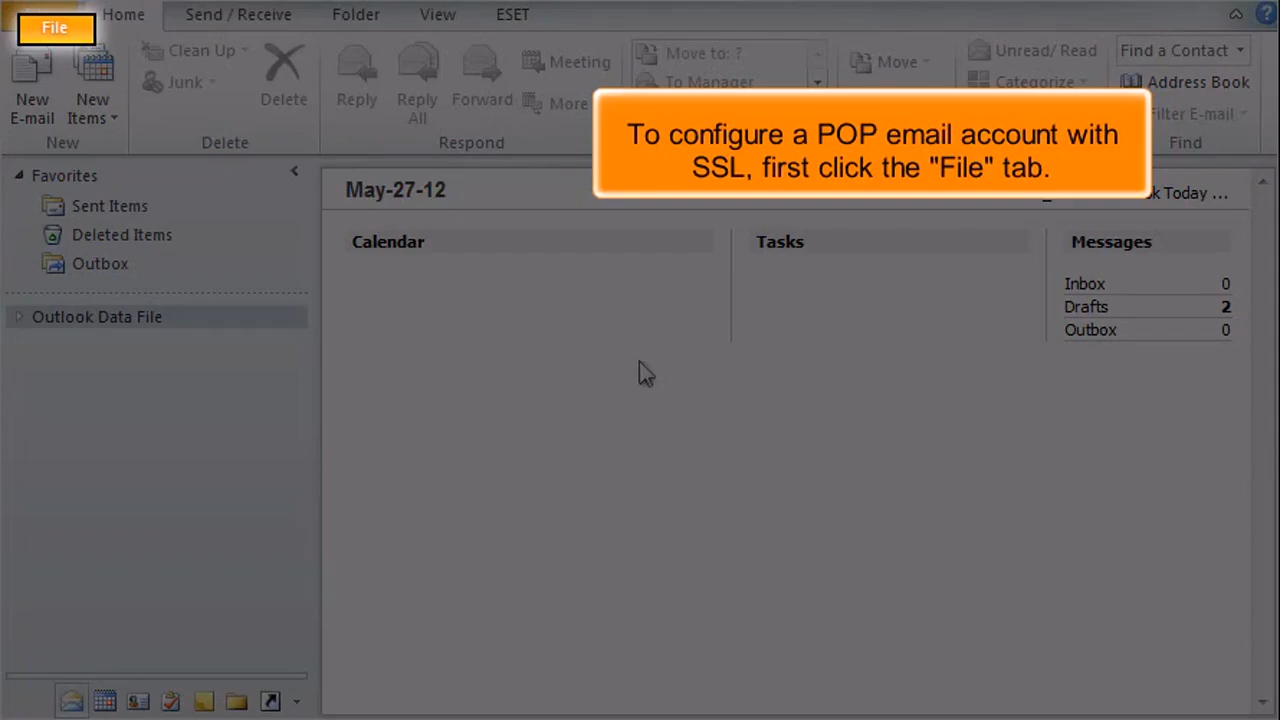 File
Home
Send / Receive
Folder
View
ESET
New
E-mail
New
Items
New
Clean Up
Junk
Delete
Delete
Reply
Reply
All
Forward
Meeting
More
Respond
Move to: ?
To Manager
Move
Unread/ Read
Categorize
Find a Contact
Address Book
Filter E-mail
Find
To configure a POP email account with
SSL, first click the "File" tab.
Favorites
Sent Items
Deleted Items
Outbox
Outlook Data File
May-27-12
Today ...
Calendar
Tasks
Messages
Inbox 0
Drafts 2
Outbox 0